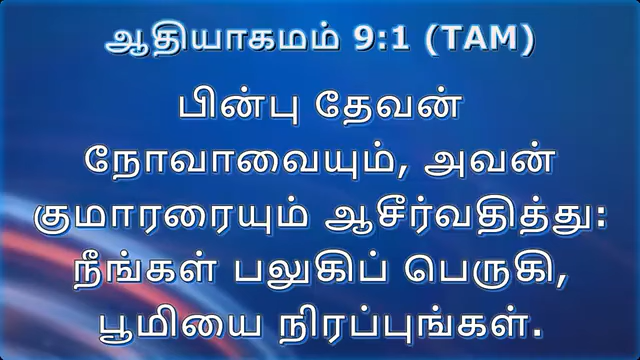 ஆதியாகமம் 9:1 (TAM)
பின்பு தேவன்
நோவாவையும், அவன்
குமாரரையும் ஆசீர்வதித்து:
நீங்கள் பலுகிப் பெருகி,
பூமியை நிரப்புங்கள்.